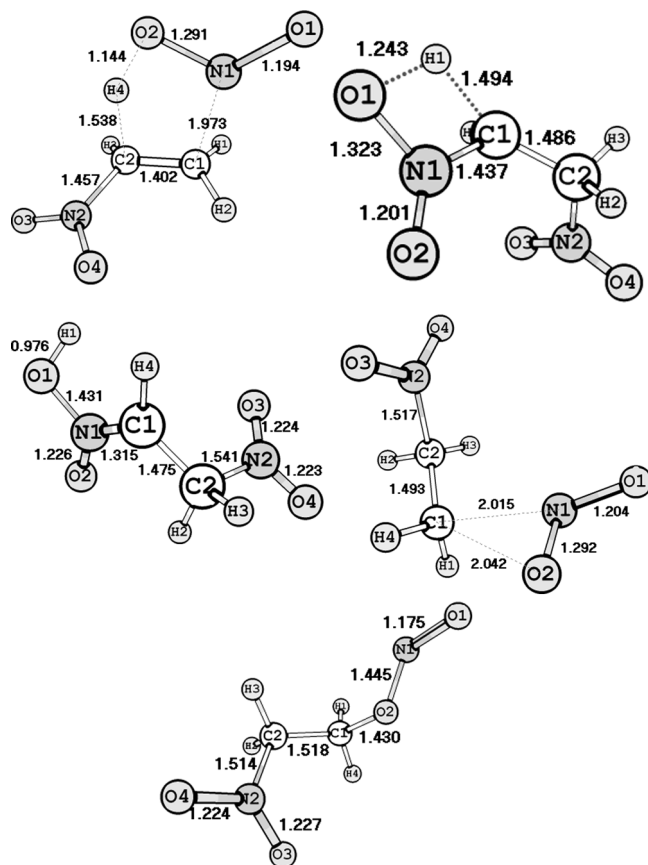 O2 1.291 O1
1.144 N1 1.194
H4
1.538 1.973
H3 C2 1.402 C1 H1
1.457 H2
O3 N2
O4
1.243 H1
O1 1.494
H C1 1.486 H3
1.323 N1 1.437 C2
1.201 H2
O2 O3 N2
O4
H1
0.976 H4
O1
1.431 O3
N1 C1 1.224
1.226 1.315 1.541 N2
O2 1.475 C2 1.223
H3 O4
H2
O4
O3
N2
1.517
C2 H3
H2
1.493 O1
C1 2.015 N1
H4 1.204
H1 2.042 1.292
O2
1.175 O1
N1
1.445
H3
H1 O2
C2 C1
H 1.518 1.430
1.514 H4
O4 N2
1.224 1.227
O3